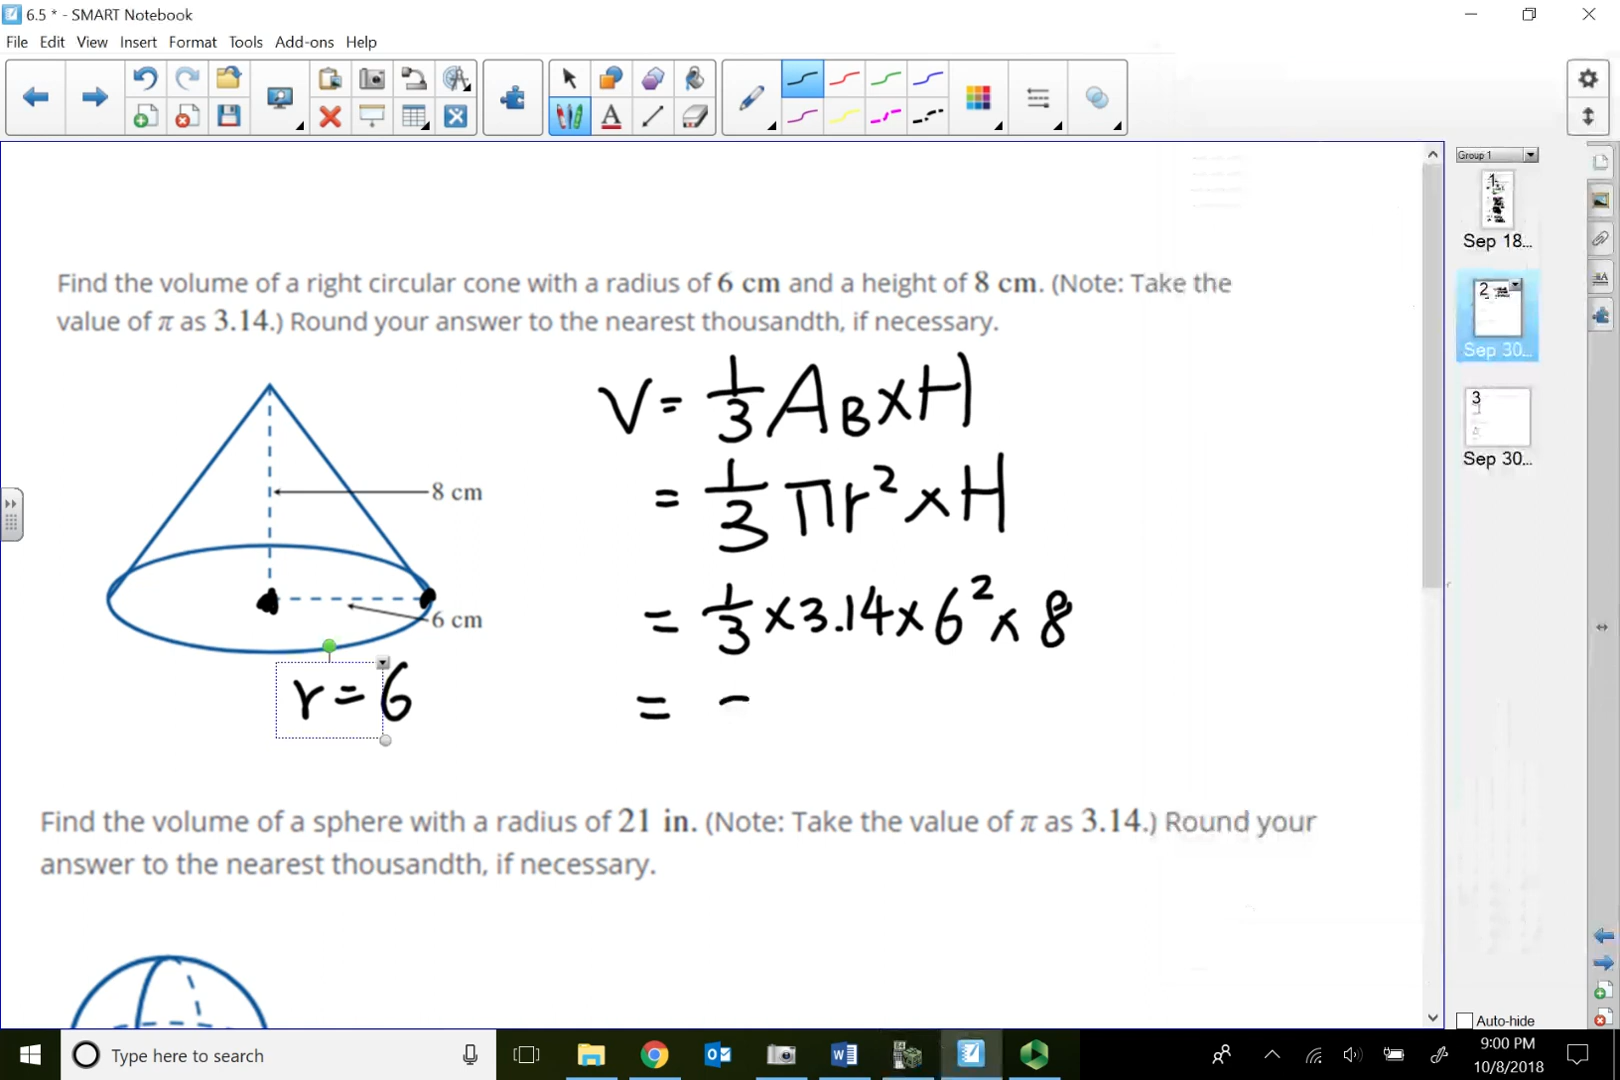 6.5 * - SMART Notebook
File Edit View Insert Format Tools Add-ons Help
Group 1
1
Sep 18...
2
Sep 30...
3
Sep 30...
Find the volume of a right circular cone with a radius of 6 cm and a height of 8 cm. (Note: Take the
value of π as 3.14.) Round your answer to the nearest thousandth, if necessary.
8 cm
6 cm
r = 6
V = 1/3 A_B × H
= 1/3 πr² × H
= 1/3 × 3.14 × 6² × 8
=
Find the volume of a sphere with a radius of 21 in. (Note: Take the value of π as 3.14.) Round your
answer to the nearest thousandth, if necessary.
Auto-hide
Type here to search
9:00 PM
10/8/2018